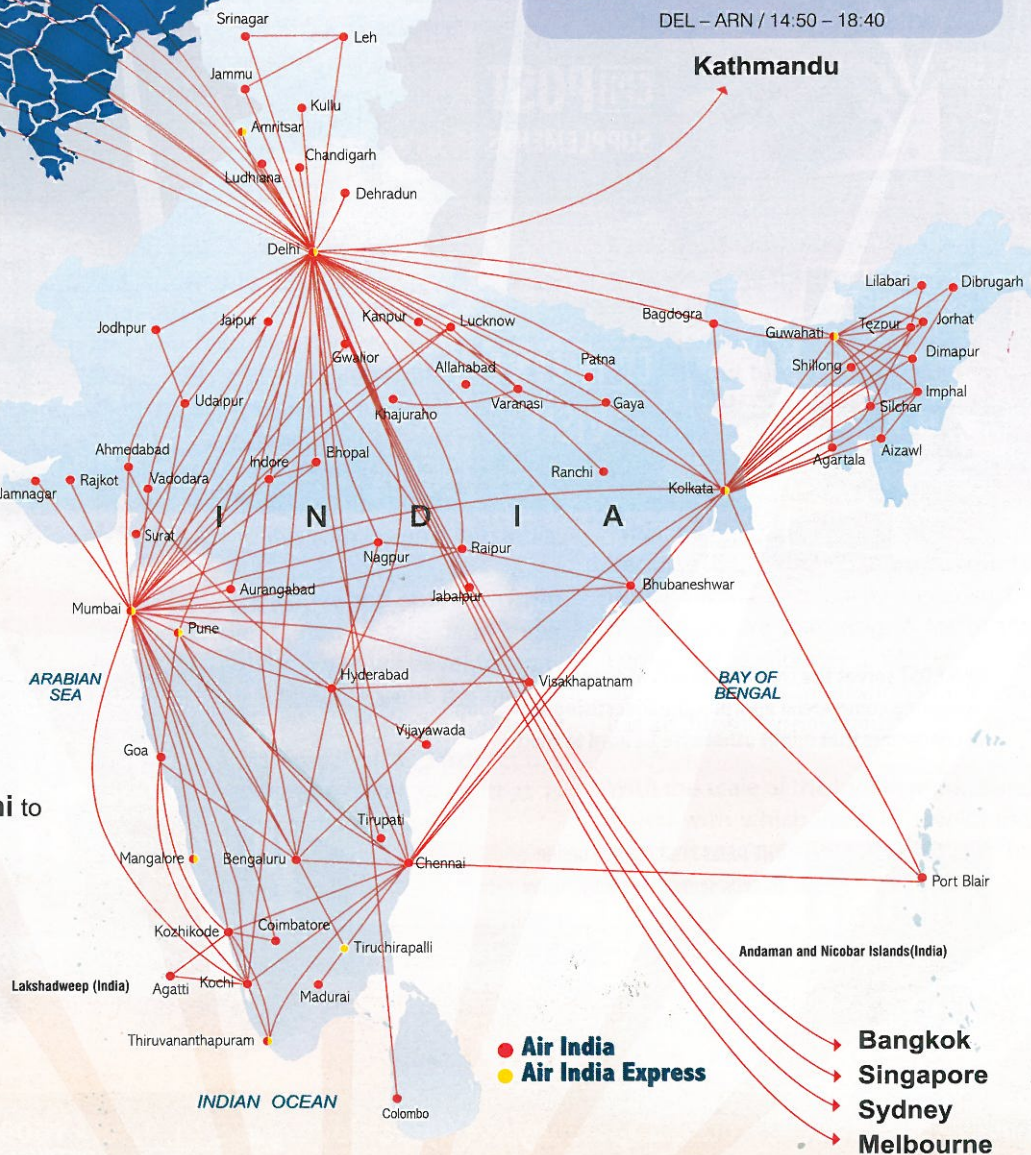 DEL – ARN / 14:50 – 18:40
Kathmandu
Srinagar
Leh
Jammu
Kullu
Amritsar
Chandigarh
Ludhiana
Dehradun
Delhi
Lilabari
Dibrugarh
Bagdogra
Jodhpur
Jaipur
Kanpur
Lucknow
Guwahati
Tezpur
Jorhat
Gwalior
Allahabad
Patna
Shillong
Dimapur
Udaipur
Khajuraho
Varanasi
Gaya
Imphal
Silchar
Ahmedabad
Indore
Bhopal
Agartala
Aizawl
Jamnagar
Rajkot
Vadodara
Ranchi
Kolkata
I N D I A
Surat
Nagpur
Raipur
Aurangabad
Jabalpur
Bhubaneshwar
Mumbai
Pune
ARABIAN
SEA
Hyderabad
Visakhapatnam
BAY OF
BENGAL
Vijayawada
Goa
to
Tirupati
Mangalore
Bengaluru
Chennai
Port Blair
Kozhikode
Coimbatore
Tiruchirapalli
Andaman and Nicobar Islands(India)
Lakshadweep (India)
Agatti
Kochi
Madurai
Thiruvananthapuram
Air India
Air India Express
Bangkok
Singapore
Sydney
Melbourne
INDIAN OCEAN
Colombo